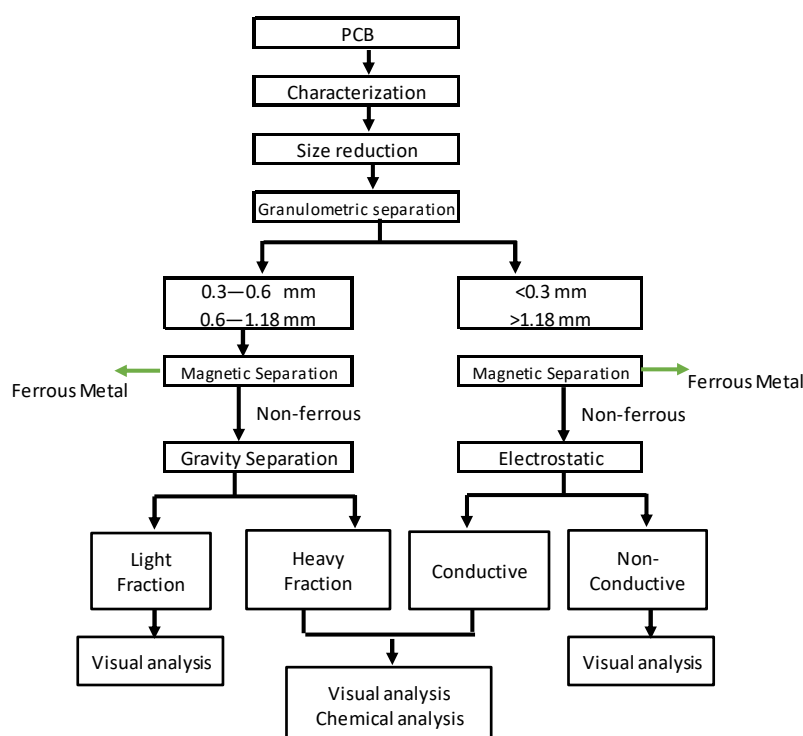 PCB
Characterization
Size reduction
Granulometric separation
0.3—0.6 mm
0.6—1.18 mm
<0.3 mm
>1.18 mm
Magnetic Separation
Magnetic Separation
Ferrous Metal
Ferrous Metal
Non-ferrous
Non-ferrous
Gravity Separation
Electrostatic
Light
Fraction
Heavy
Fraction
Conductive
Non-
Conductive
Visual analysis
Visual analysis
Chemical analysis
Visual analysis